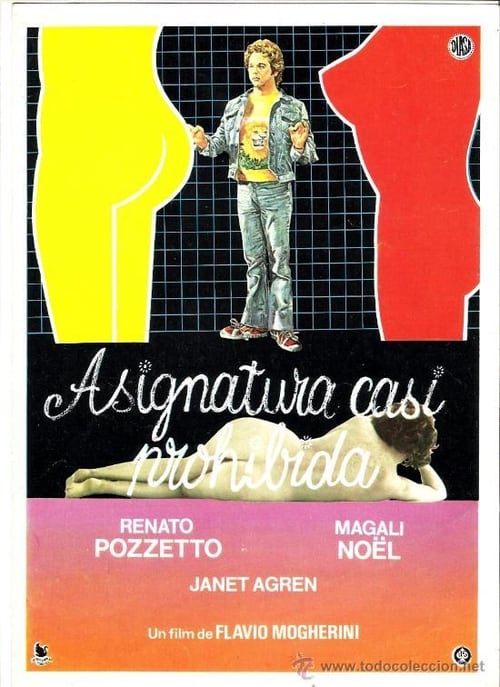 DIASA
Asignatura casi
prohibida
RENATO
POZZETTO
MAGALI
NOËL
JANET AGREN
Un film de FLAVIO MOGHERINI
www.todocoleccion.net